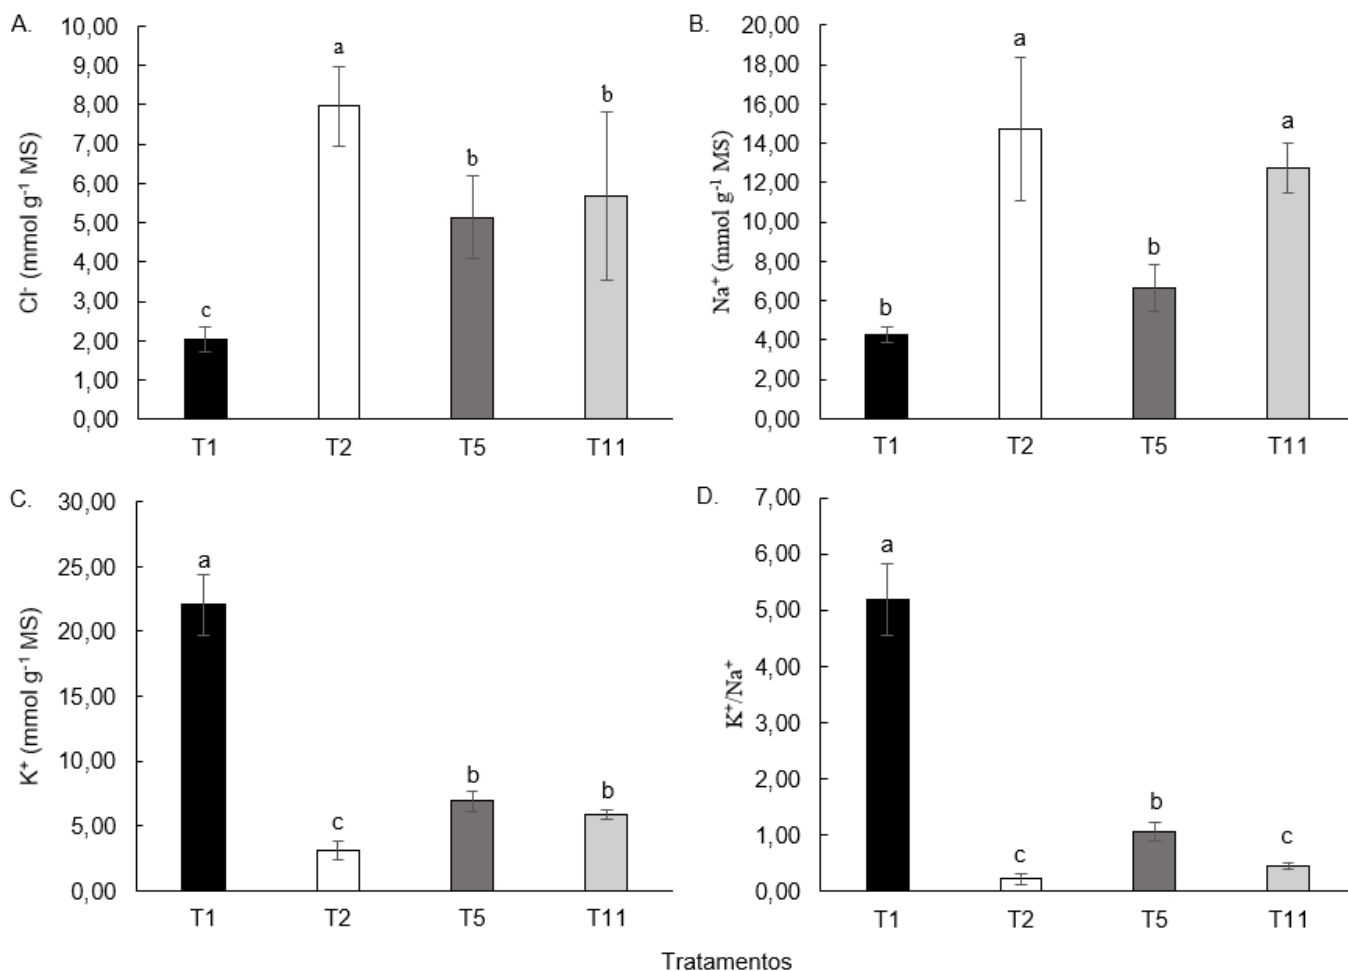 A.
Cl⁻ (mmol g⁻¹ MS)
10,00
9,00
8,00
7,00
6,00
5,00
4,00
3,00
2,00
1,00
0,00
c
a
b
b
T1 T2 T5 T11
B.
Na⁺ (mmol g⁻¹ MS)
20,00
18,00
16,00
14,00
12,00
10,00
8,00
6,00
4,00
2,00
0,00
b
a
b
a
T1 T2 T5 T11
C.
K⁺ (mmol g⁻¹ MS)
30,00
25,00
20,00
15,00
10,00
5,00
0,00
a
c
b
b
T1 T2 T5 T11
D.
K⁺/Na⁺
7,00
6,00
5,00
4,00
3,00
2,00
1,00
0,00
a
c
b
c
T1 T2 T5 T11
Tratamentos